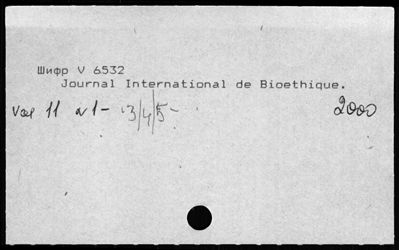 Шифр V 6532
Journal International de Bioethique.
Vol 11 N1- 3/4/5- 2000